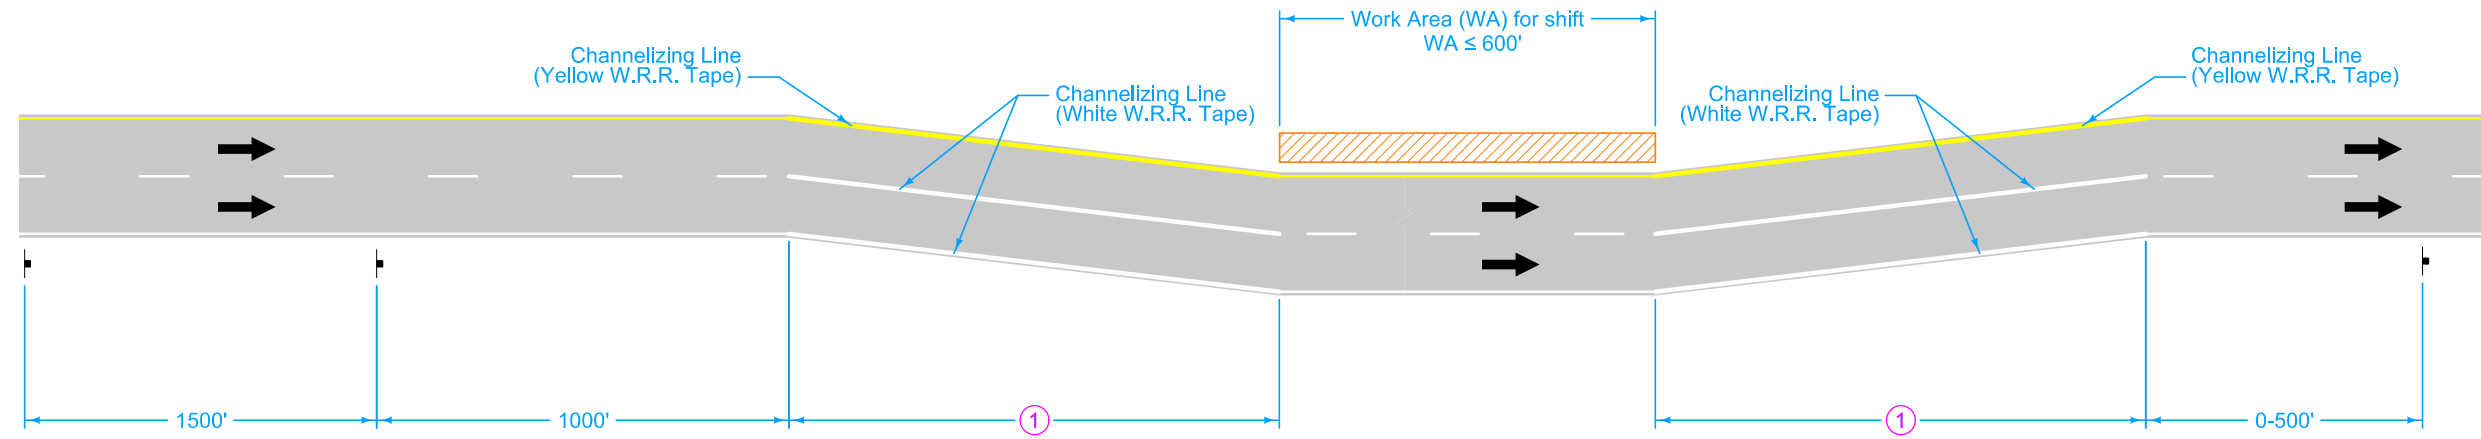 Work Area (WA) for shift
WA ≤ 600'
Channelizing Line
(Yellow W.R.R. Tape)
Channelizing Line
(White W.R.R. Tape)
Channelizing Line
(White W.R.R. Tape)
Channelizing Line
(Yellow W.R.R. Tape)
1500'
1000'
1
1
0-500'